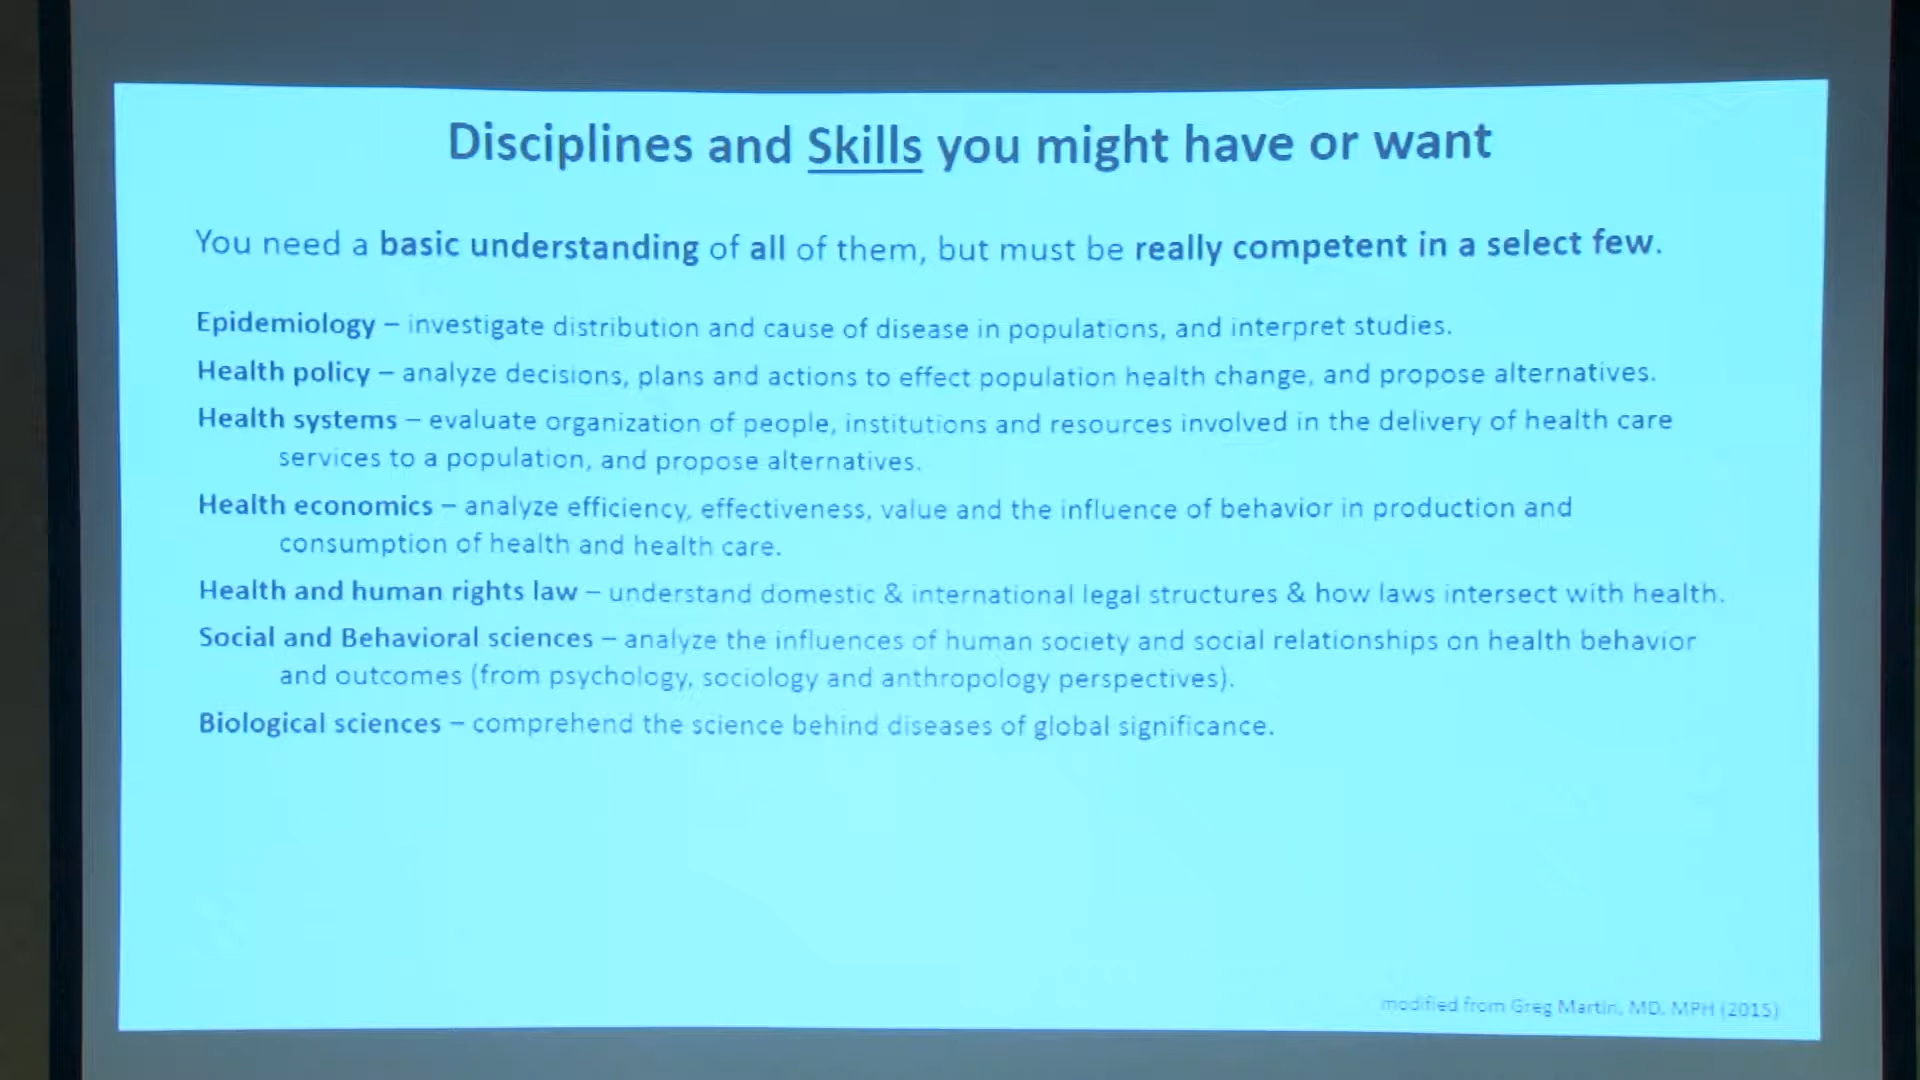 Disciplines and Skills you might have or want
You need a basic understanding of all of them, but must be really competent in a select few.
Epidemiology – investigate distribution and cause of disease in populations, and interpret studies.
Health policy – analyze decisions, plans and actions to effect population health change, and propose alternatives.
Health systems – evaluate organization of people, institutions and resources involved in the delivery of health care
services to a population, and propose alternatives.
Health economics – analyze efficiency, effectiveness, value and the influence of behavior in production and
consumption of health and health care.
Health and human rights law – understand domestic & international legal structures & how laws intersect with health.
Social and Behavioral sciences – analyze the influences of human society and social relationships on health behavior
and outcomes (from psychology, sociology and anthropology perspectives).
Biological sciences – comprehend the science behind diseases of global significance.
modified from Greg Martin, MD, MPH (2015)